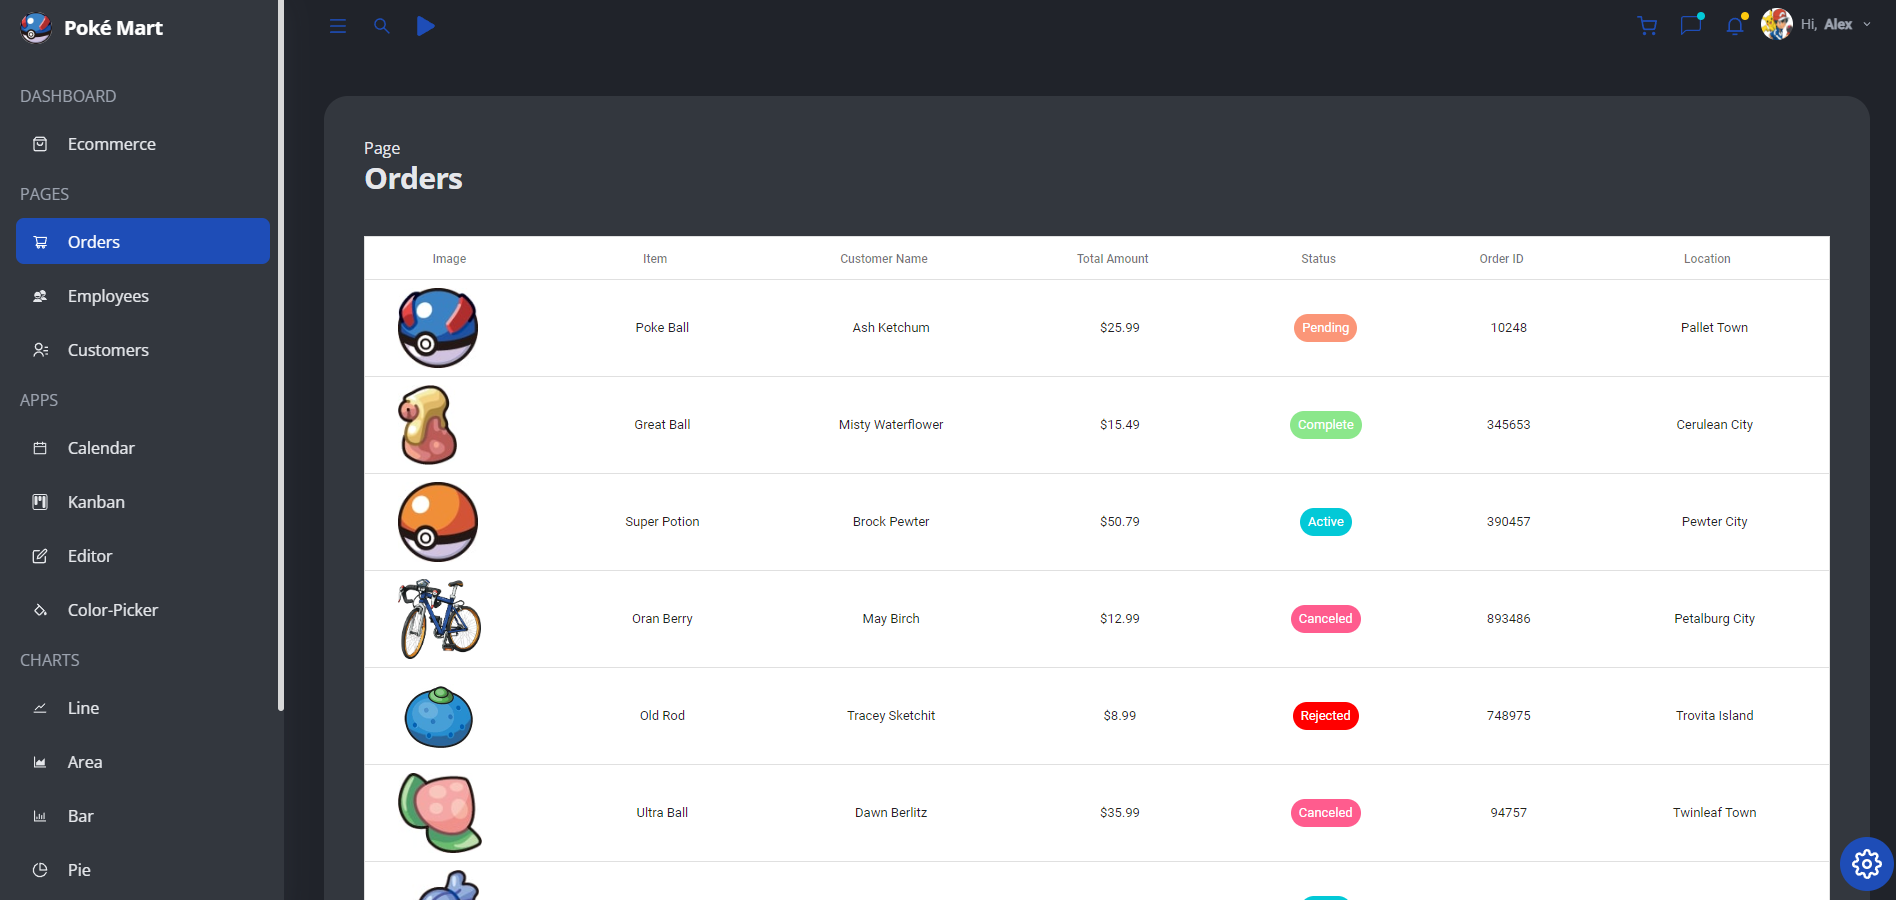 Poké Mart
Hi, Alex
DASHBOARD
Ecommerce
PAGES
Orders
Employees
Customers
APPS
Calendar
Kanban
Editor
Color-Picker
CHARTS
Line
Area
Bar
Pie
Page
Orders
Image Item Customer Name Total Amount Status Order ID Location
Poke Ball Ash Ketchum $25.99 Pending 10248 Pallet Town
Great Ball Misty Waterflower $15.49 Complete 345653 Cerulean City
Super Potion Brock Pewter $50.79 Active 390457 Pewter City
Oran Berry May Birch $12.99 Canceled 893486 Petalburg City
Old Rod Tracey Sketchit $8.99 Rejected 748975 Trovita Island
Ultra Ball Dawn Berlitz $35.99 Canceled 94757 Twinleaf Town